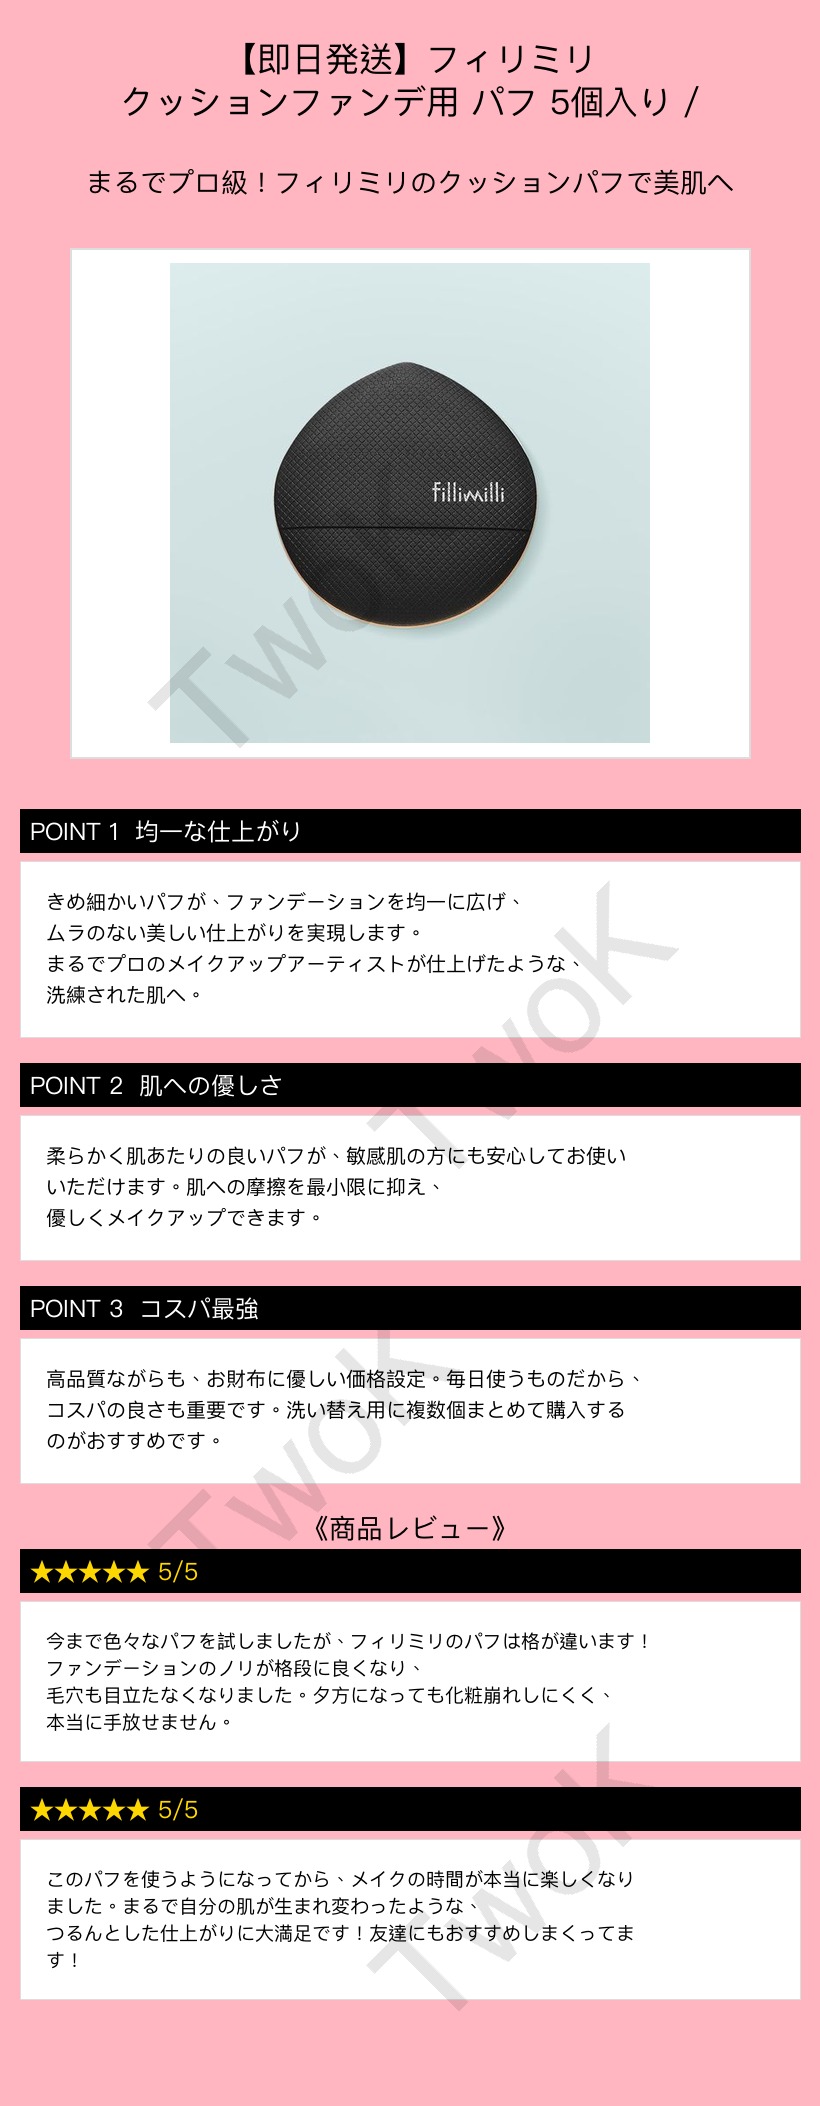 【即日発送】フィリミリ
クッションファンデ用 パフ 5個入り /
まるでプロ級！フィリミリのクッションパフで美肌へ
fillimilli
TwoK
POINT 1 均一な仕上がり
きめ細かいパフが、ファンデーションを均一に広げ、
ムラのない美しい仕上がりを実現します。
まるでプロのメイクアップアーティストが仕上げたような、
洗練された肌へ。
TwoK
POINT 2 肌への優しさ
柔らかく肌あたりの良いパフが、敏感肌の方にも安心してお使い
いただけます。肌への摩擦を最小限に抑え、
優しくメイクアップできます。
POINT 3 コスパ最強
高品質ながらも、お財布に優しい価格設定。毎日使うものだから、
コスパの良さも重要です。洗い替え用に複数個まとめて購入する
のがおすすめです。
TwoK
《商品レビュー》
★★★★★ 5/5
今まで色々なパフを試しましたが、フィリミリのパフは格が違います！
ファンデーションのノリが格段に良くなり、
毛穴も目立たなくなりました。夕方になっても化粧崩れしにくく、
本当に手放せません。
★★★★★ 5/5
このパフを使うようになってから、メイクの時間が本当に楽しくなり
ました。まるで自分の肌が生まれ変わったような、
つるんとした仕上がりに大満足です！友達にもおすすめしまくってま
す！
TwoK